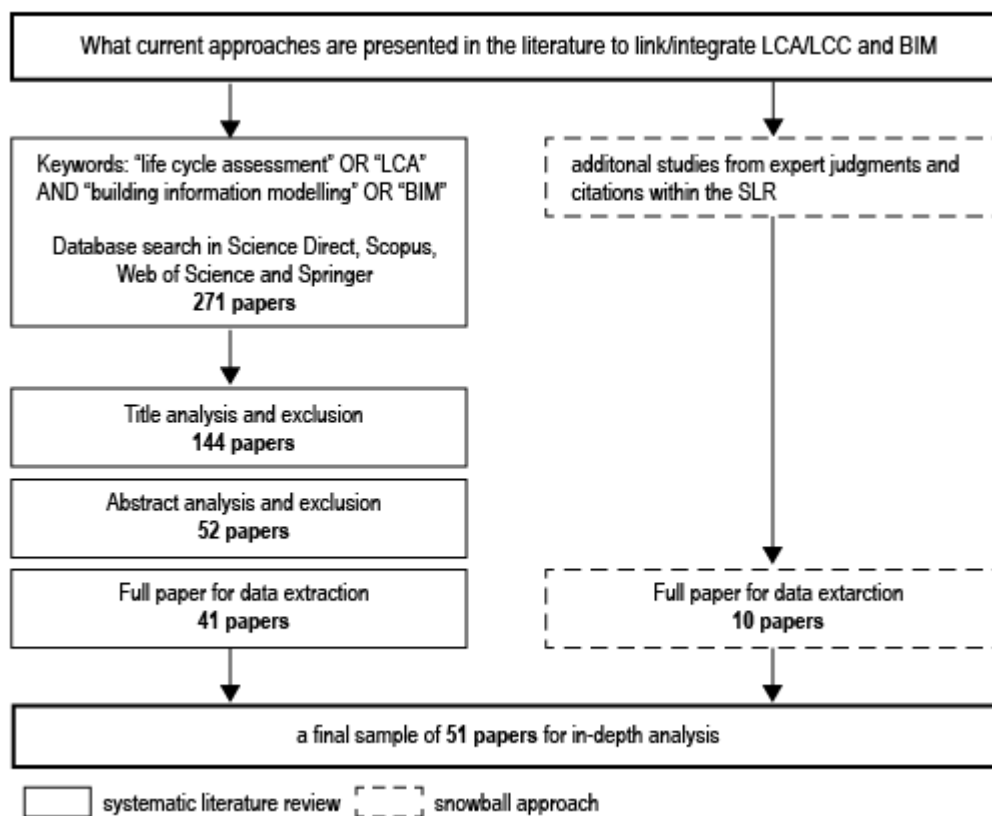 What current approaches are presented in the literature to link/integrate LCA/LCC and BIM
Keywords: “life cycle assessment” OR “LCA”
AND “building information modelling” OR “BIM”
Database search in Science Direct, Scopus,
Web of Science and Springer
271 papers
additonal studies from expert judgments and
citations within the SLR
Title analysis and exclusion
144 papers
Abstract analysis and exclusion
52 papers
Full paper for data extraction
41 papers
Full paper for data extarction
10 papers
a final sample of 51 papers for in-depth analysis
systematic literature review
snowball approach